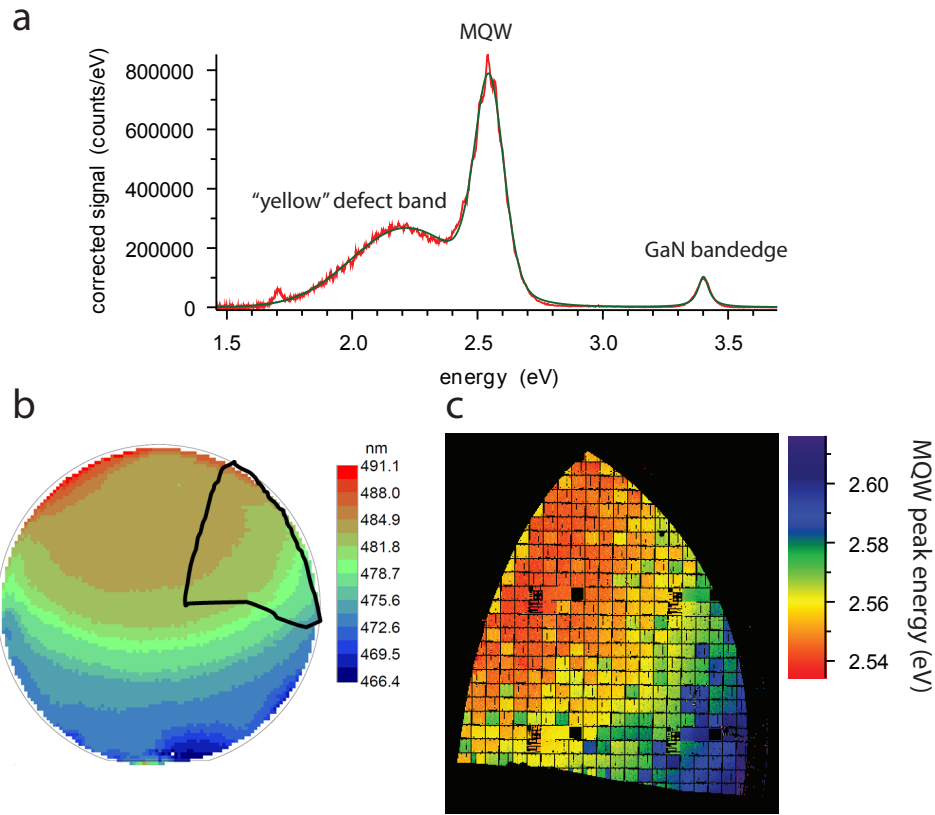 a
MQW
800000
600000
400000
200000
0
corrected signal (counts/eV)
"yellow" defect band
GaN bandedge
1.5 2.0 2.5 3.0 3.5
energy (eV)
b
nm
491.1
488.0
484.9
481.8
478.7
475.6
472.6
469.5
466.4
c
2.60
2.58
2.56
2.54
MQW peak energy (eV)